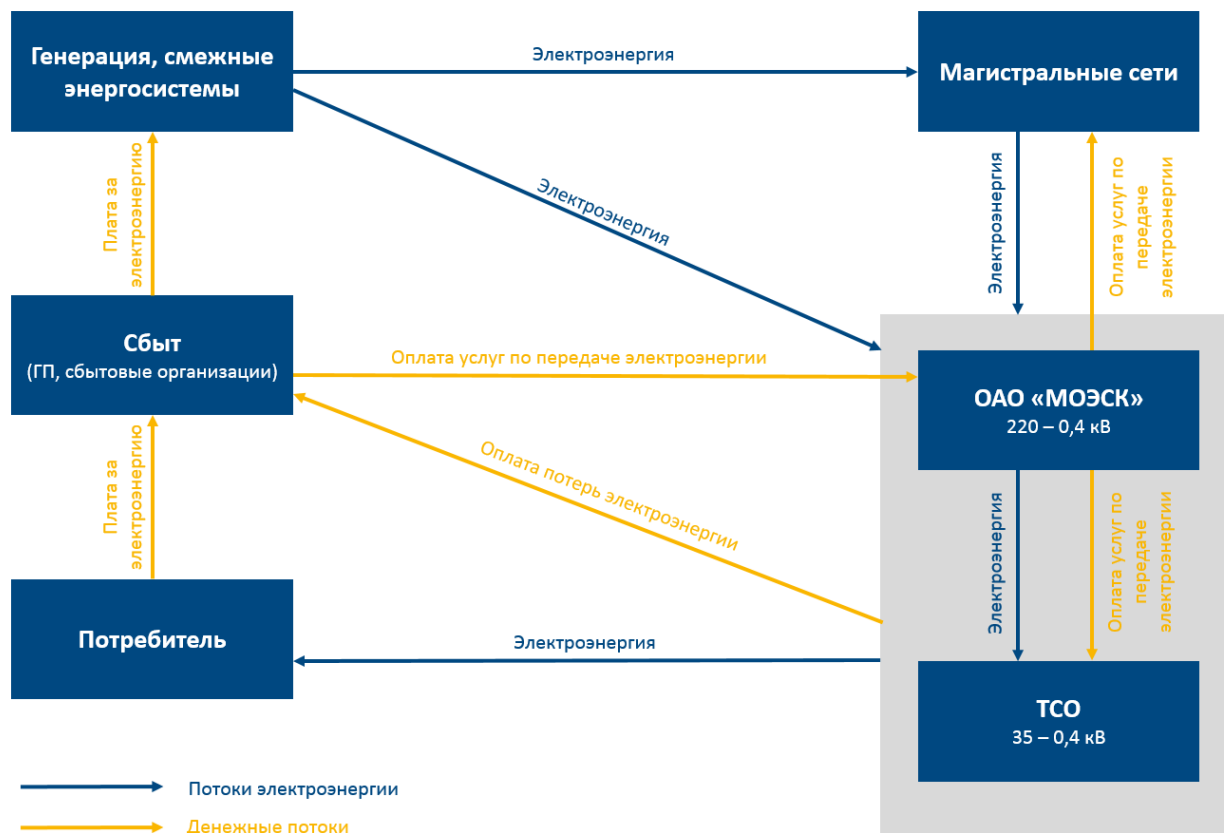 Генерация, смежные
энергосистемы
Электроэнергия
Магистральные сети
Плата за
электроэнергию
Электроэнергия
Электроэнергия
Оплата услуг по
передаче
электроэнергии
Сбыт
(ГП, сбытовые организации)
Оплата услуг по передаче электроэнергии
ОАО «МОЭСК»
220 – 0,4 кВ
Плата за
электроэнергию
Оплата потерь электроэнергии
Электроэнергия
Оплата услуг по
передаче
электроэнергии
Потребитель
Электроэнергия
ТСО
35 – 0,4 кВ
Потоки электроэнергии
Денежные потоки